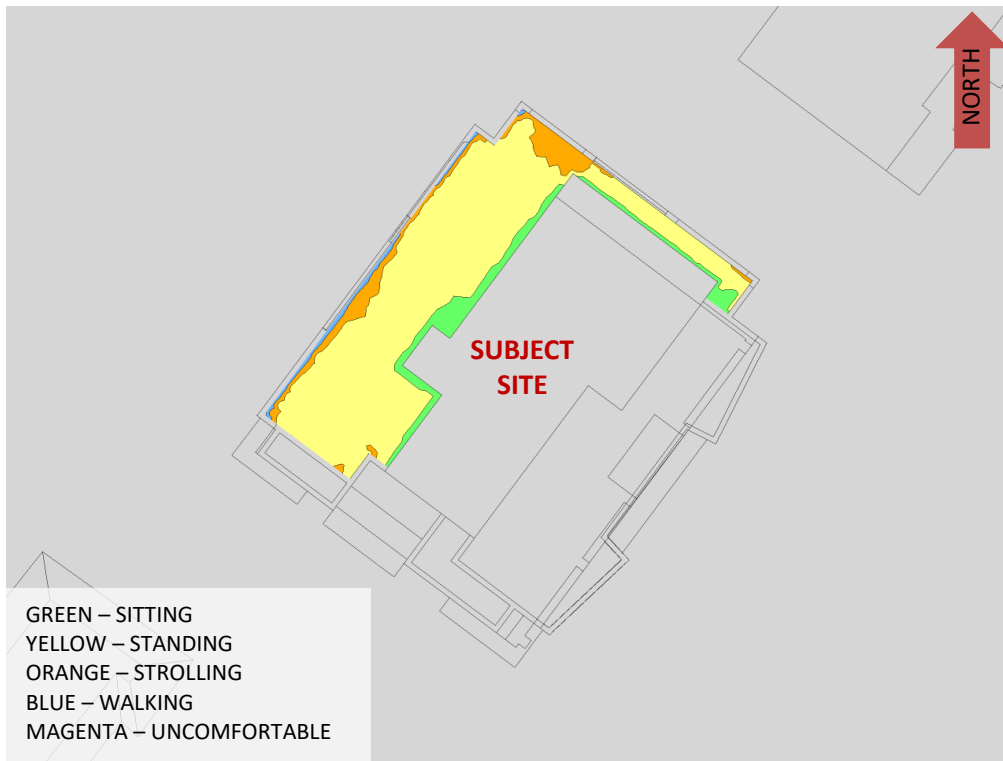 NORTH
SUBJECT
SITE
GREEN – SITTING
YELLOW – STANDING
ORANGE – STROLLING
BLUE – WALKING
MAGENTA – UNCOMFORTABLE